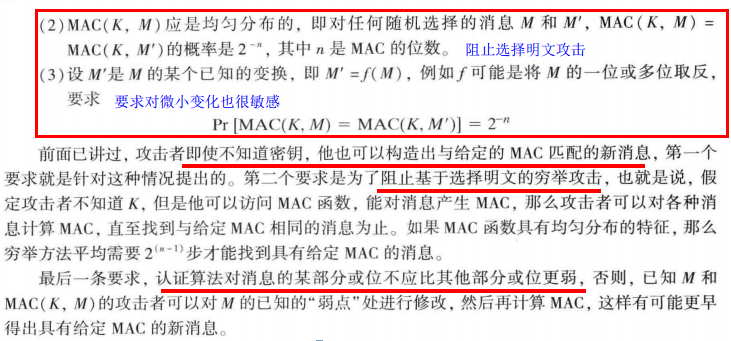 (2) MAC(K, M)应是均匀分布的, 即对任何随机选择的消息 M 和 M′, MAC(K, M) =
MAC(K, M′)的概率是 2⁻ⁿ, 其中 n 是 MAC 的位数。 阻止选择明文攻击
(3) 设 M′是 M 的某个已知的变换, 即 M′ = f(M), 例如 f 可能是将 M 的一位或多位取反,
要求 要求对微小变化也很敏感
Pr [MAC(K, M) = MAC(K, M′)] = 2⁻ⁿ
前面已讲过, 攻击者即使不知道密钥, 他也可以构造出与给定的 MAC 匹配的新消息, 第一个
要求就是针对这种情况提出的。第二个要求是为了阻止基于选择明文的穷举攻击, 也就是说, 假
定攻击者不知道 K, 但是他可以访问 MAC 函数, 能对消息产生 MAC, 那么攻击者可以对各种消
息计算 MAC, 直至找到与给定 MAC 相同的消息为止。如果 MAC 函数具有均匀分布的特征, 那么
穷举方法平均需要 2⁽ⁿ⁻¹⁾ 步才能找到具有给定 MAC 的消息。
最后一条要求, 认证算法对消息的某部分或位不应比其他部分或位更弱, 否则, 已知 M 和
MAC(K, M)的攻击者可以对 M 的已知的“弱点”处进行修改, 然后再计算 MAC, 这样有可能更早
得出具有给定 MAC 的新消息。